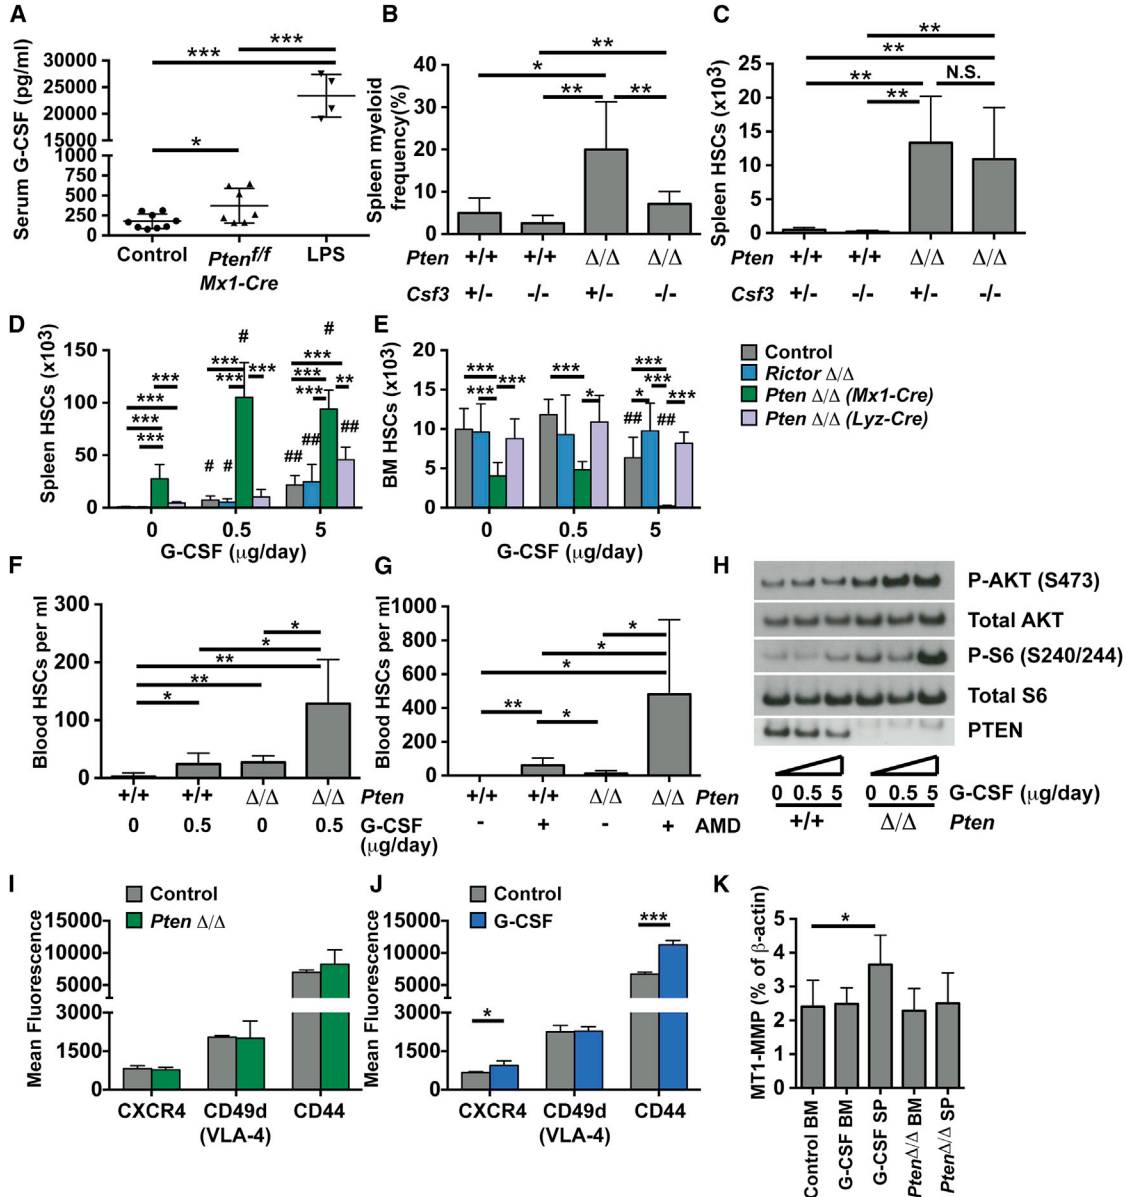 A
Serum G-CSF (pg/ml)
30000
25000
20000
15000
1000
750
500
250
0
***
***
*
Control
Ptenf/f
Mx1-Cre
LPS
B
Spleen myeloid
frequency(%)
40
30
20
10
0
**
*
**
**
Pten +/+ +/+ Δ/Δ Δ/Δ
Csf3 +/- -/- +/- -/-
C
Spleen HSCs (x103)
25
20
15
10
5
0
**
**
**
N.S.
**
Pten +/+ +/+ Δ/Δ Δ/Δ
Csf3 +/- -/- +/- -/-
D
Spleen HSCs (x103)
150
100
50
0
***
***
***
***
#
***
***
***
# #
#
***
***
***
**
## ## ##
0 0.5 5
G-CSF (μg/day)
E
BM HSCs (x103)
20
15
10
5
0
***
***
***
***
*
***
***
*
***
## ##
0 0.5 5
G-CSF (μg/day)
Control
Rictor Δ/Δ
Pten Δ/Δ (Mx1-Cre)
Pten Δ/Δ (Lyz-Cre)
F
Blood HSCs per ml
300
200
100
0
*
*
**
**
*
+/+ +/+ Δ/Δ Δ/Δ Pten
0 0.5 0 0.5 G-CSF
(μg/day)
G
Blood HSCs per ml
1000
800
600
400
200
0
*
*
*
**
*
+/+ +/+ Δ/Δ Δ/Δ Pten
- + - + AMD
H
P-AKT (S473)
Total AKT
P-S6 (S240/244)
Total S6
PTEN
0 0.5 5 0 0.5 5 G-CSF (μg/day)
+/+ Δ/Δ Pten
I
Control
Pten Δ/Δ
Mean Fluorescence
15000
10000
5000
3000
1500
0
CXCR4 CD49d CD44
(VLA-4)
J
Control
G-CSF
Mean Fluorescence
15000
10000
5000
3000
1500
0
*
***
CXCR4 CD49d CD44
(VLA-4)
K
MT1-MMP (% of β-actin)
5
4
3
2
1
0
*
Control BM
G-CSF BM
G-CSF SP
PtenΔ/Δ BM
PtenΔ/Δ SP